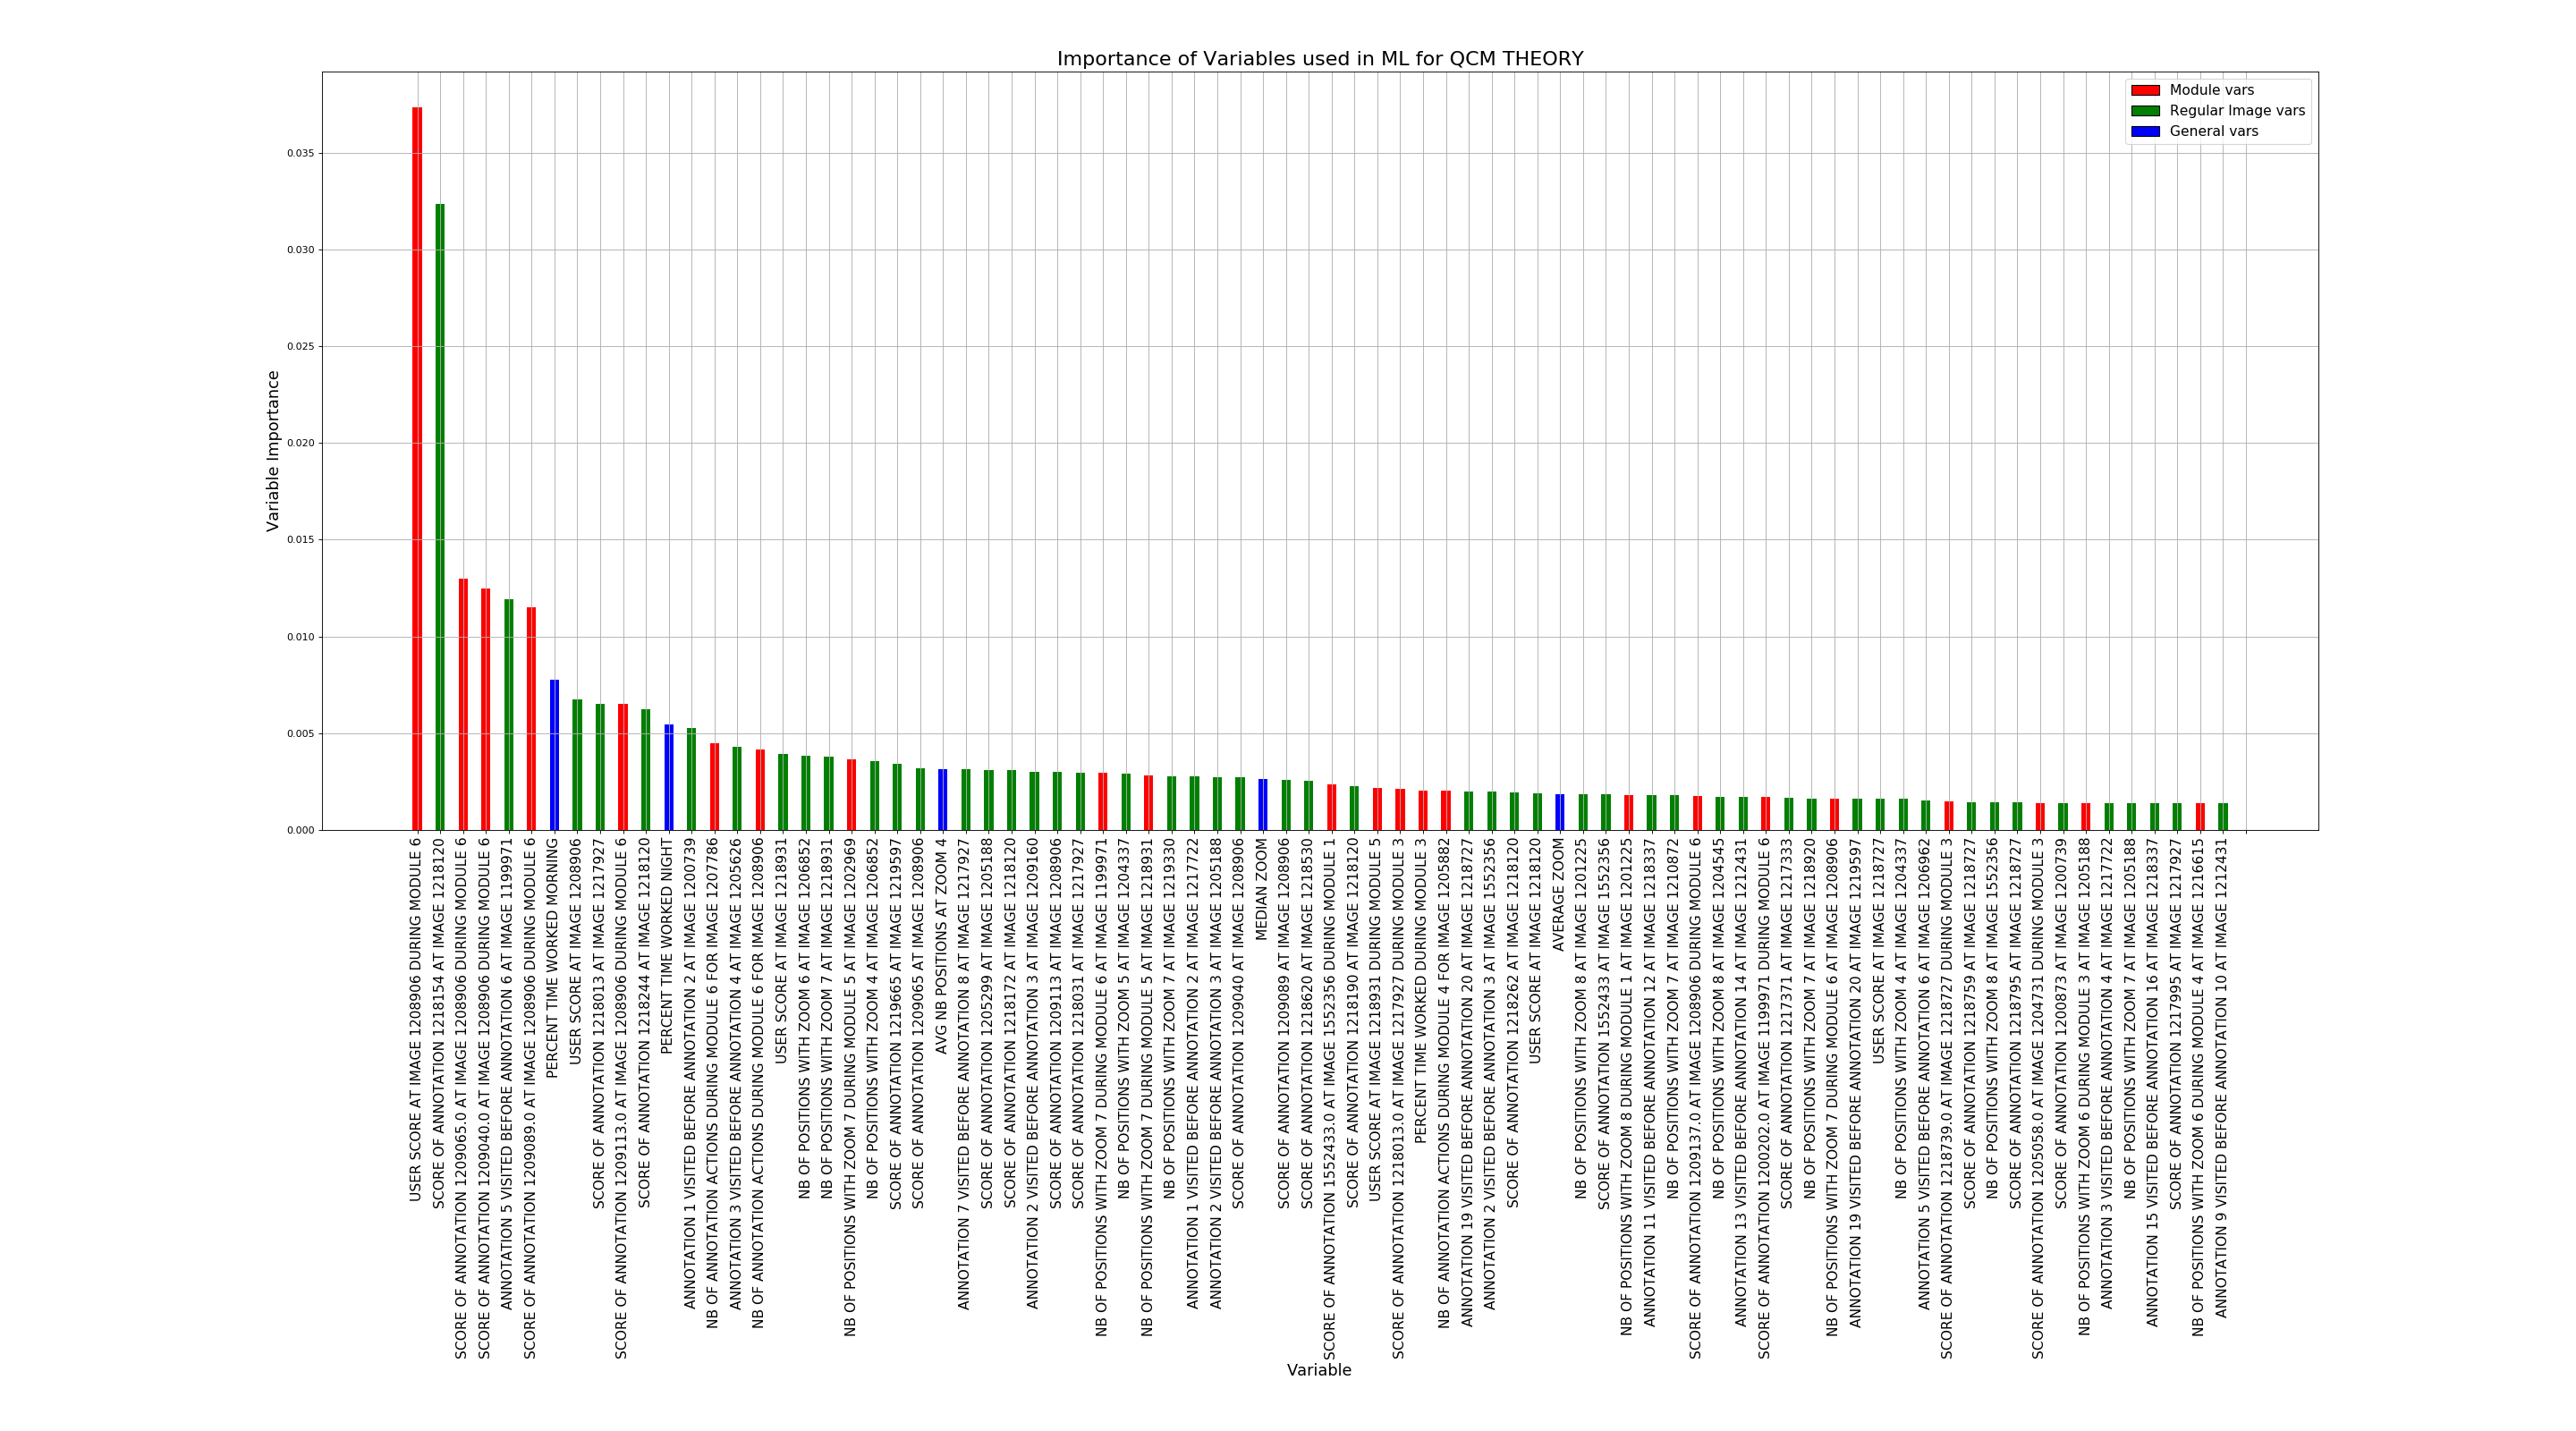 Importance of Variables used in ML for QCM THEORY
Module vars
Regular Image vars
General vars
Variable Importance
0.035
0.030
0.025
0.020
0.015
0.010
0.005
0.000
USER SCORE AT IMAGE 1208906 DURING MODULE 6
SCORE OF ANNOTATION 1218154 AT IMAGE 1218120
SCORE OF ANNOTATION 1209065.0 AT IMAGE 1208906 DURING MODULE 6
SCORE OF ANNOTATION 1209040.0 AT IMAGE 1208906 DURING MODULE 6
ANNOTATION 5 VISITED BEFORE ANNOTATION 6 AT IMAGE 1199971
SCORE OF ANNOTATION 1209089.0 AT IMAGE 1208906 DURING MODULE 6
PERCENT TIME WORKED MORNING
USER SCORE AT IMAGE 1208906
SCORE OF ANNOTATION 1218013 AT IMAGE 1217927
SCORE OF ANNOTATION 1209113.0 AT IMAGE 1208906 DURING MODULE 6
SCORE OF ANNOTATION 1218244 AT IMAGE 1218120
PERCENT TIME WORKED NIGHT
ANNOTATION 1 VISITED BEFORE ANNOTATION 2 AT IMAGE 1200739
NB OF ANNOTATION ACTIONS DURING MODULE 6 FOR IMAGE 1207786
ANNOTATION 3 VISITED BEFORE ANNOTATION 4 AT IMAGE 1205626
NB OF ANNOTATION ACTIONS DURING MODULE 6 FOR IMAGE 1208906
USER SCORE AT IMAGE 1218931
NB OF POSITIONS WITH ZOOM 6 AT IMAGE 1206852
NB OF POSITIONS WITH ZOOM 7 AT IMAGE 1218931
NB OF POSITIONS WITH ZOOM 7 DURING MODULE 5 AT IMAGE 1202969
NB OF POSITIONS WITH ZOOM 4 AT IMAGE 1206852
SCORE OF ANNOTATION 1219665 AT IMAGE 1219597
SCORE OF ANNOTATION 1209065 AT IMAGE 1208906
AVG NB POSITIONS AT ZOOM 4
ANNOTATION 7 VISITED BEFORE ANNOTATION 8 AT IMAGE 1217927
SCORE OF ANNOTATION 1205299 AT IMAGE 1205188
SCORE OF ANNOTATION 1218172 AT IMAGE 1218120
ANNOTATION 2 VISITED BEFORE ANNOTATION 3 AT IMAGE 1209160
SCORE OF ANNOTATION 1209113 AT IMAGE 1208906
SCORE OF ANNOTATION 1218031 AT IMAGE 1217927
NB OF POSITIONS WITH ZOOM 7 DURING MODULE 6 AT IMAGE 1199971
NB OF POSITIONS WITH ZOOM 5 AT IMAGE 1204337
NB OF POSITIONS WITH ZOOM 7 DURING MODULE 5 AT IMAGE 1218931
NB OF POSITIONS WITH ZOOM 7 AT IMAGE 1219330
ANNOTATION 1 VISITED BEFORE ANNOTATION 2 AT IMAGE 1217722
ANNOTATION 2 VISITED BEFORE ANNOTATION 3 AT IMAGE 1205188
SCORE OF ANNOTATION 1209040 AT IMAGE 1208906
MEDIAN ZOOM
SCORE OF ANNOTATION 1209089 AT IMAGE 1208906
SCORE OF ANNOTATION 1218620 AT IMAGE 1218530
SCORE OF ANNOTATION 1552433.0 AT IMAGE 1552356 DURING MODULE 1
SCORE OF ANNOTATION 1218190 AT IMAGE 1218120
USER SCORE AT IMAGE 1218931 DURING MODULE 5
SCORE OF ANNOTATION 1218013.0 AT IMAGE 1217927 DURING MODULE 3
PERCENT TIME WORKED DURING MODULE 3
NB OF ANNOTATION ACTIONS DURING MODULE 4 FOR IMAGE 1205882
ANNOTATION 19 VISITED BEFORE ANNOTATION 20 AT IMAGE 1218727
ANNOTATION 2 VISITED BEFORE ANNOTATION 3 AT IMAGE 1552356
SCORE OF ANNOTATION 1218262 AT IMAGE 1218120
USER SCORE AT IMAGE 1218120
AVERAGE ZOOM
NB OF POSITIONS WITH ZOOM 8 AT IMAGE 1201225
SCORE OF ANNOTATION 1552433 AT IMAGE 1552356
NB OF POSITIONS WITH ZOOM 8 DURING MODULE 1 AT IMAGE 1201225
ANNOTATION 11 VISITED BEFORE ANNOTATION 12 AT IMAGE 1218337
NB OF POSITIONS WITH ZOOM 7 AT IMAGE 1210872
SCORE OF ANNOTATION 1209137.0 AT IMAGE 1208906 DURING MODULE 6
NB OF POSITIONS WITH ZOOM 8 AT IMAGE 1204545
ANNOTATION 13 VISITED BEFORE ANNOTATION 14 AT IMAGE 1212431
SCORE OF ANNOTATION 1200202.0 AT IMAGE 1199971 DURING MODULE 6
SCORE OF ANNOTATION 1217371 AT IMAGE 1217333
NB OF POSITIONS WITH ZOOM 7 AT IMAGE 1218920
NB OF POSITIONS WITH ZOOM 7 DURING MODULE 6 AT IMAGE 1208906
ANNOTATION 19 VISITED BEFORE ANNOTATION 20 AT IMAGE 1219597
USER SCORE AT IMAGE 1218727
NB OF POSITIONS WITH ZOOM 4 AT IMAGE 1204337
ANNOTATION 5 VISITED BEFORE ANNOTATION 6 AT IMAGE 1206962
SCORE OF ANNOTATION 1218739.0 AT IMAGE 1218727 DURING MODULE 3
SCORE OF ANNOTATION 1218759 AT IMAGE 1218727
NB OF POSITIONS WITH ZOOM 8 AT IMAGE 1552356
SCORE OF ANNOTATION 1218795 AT IMAGE 1218727
SCORE OF ANNOTATION 1205058.0 AT IMAGE 1204731 DURING MODULE 3
SCORE OF ANNOTATION 1200873 AT IMAGE 1200739
NB OF POSITIONS WITH ZOOM 6 DURING MODULE 3 AT IMAGE 1205188
ANNOTATION 3 VISITED BEFORE ANNOTATION 4 AT IMAGE 1217722
NB OF POSITIONS WITH ZOOM 7 AT IMAGE 1205188
ANNOTATION 15 VISITED BEFORE ANNOTATION 16 AT IMAGE 1218337
SCORE OF ANNOTATION 1217995 AT IMAGE 1217927
NB OF POSITIONS WITH ZOOM 6 DURING MODULE 4 AT IMAGE 1216615
ANNOTATION 9 VISITED BEFORE ANNOTATION 10 AT IMAGE 1212431
Variable